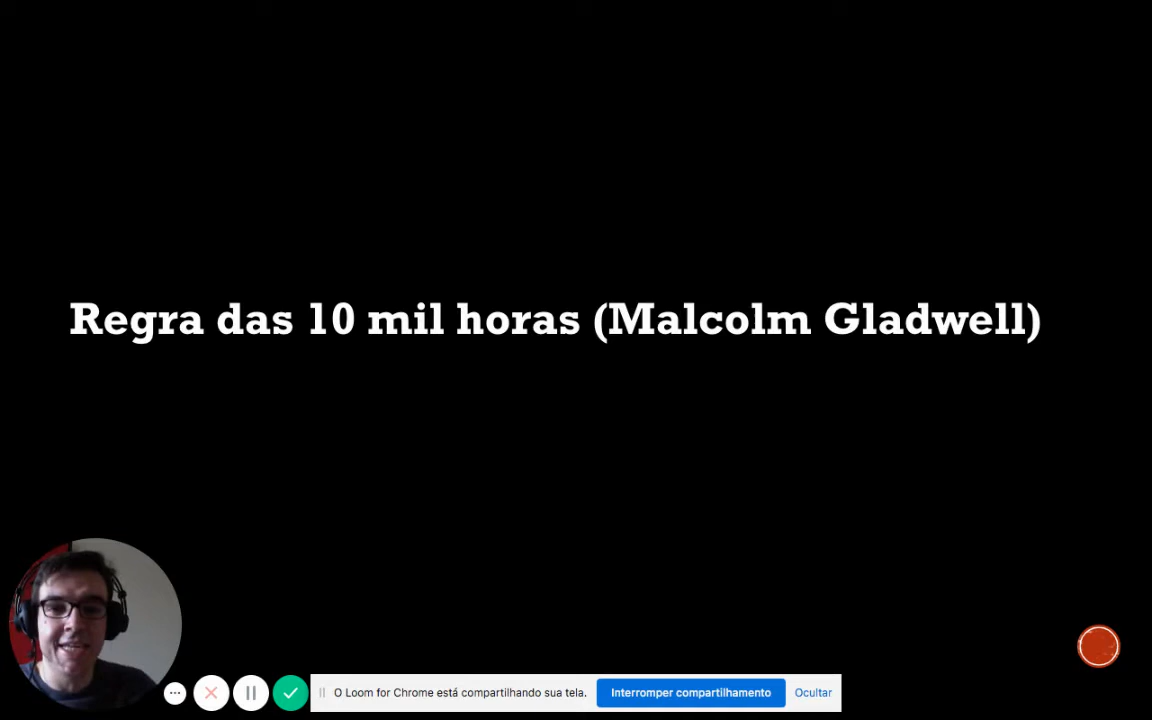 Regra das 10 mil horas (Malcolm Gladwell)
O Loom for Chrome está compartilhando sua tela. Interromper compartilhamento Ocultar